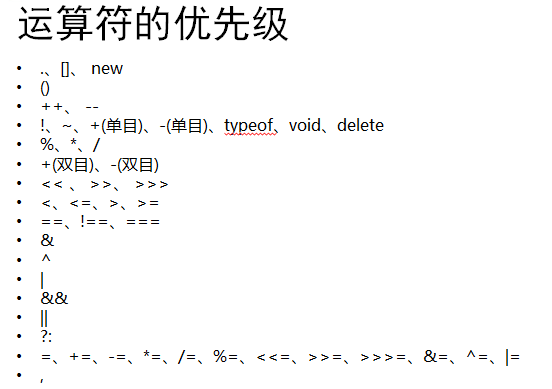 运算符的优先级
• .、[]、 new
• ()
• ++、 --
• !、~、+(单目)、-(单目)、typeof、void、delete
• %、*、/
• +(双目)、-(双目)
• << 、 >>、 >>>
• <、<=、>、>=
• ==、!==、===
• &
• ^
• |
• &&
• ||
• ?:
• =、+=、-=、*=、/=、%=、<<=、>>=、>>>=、&=、^=、|=
• ,